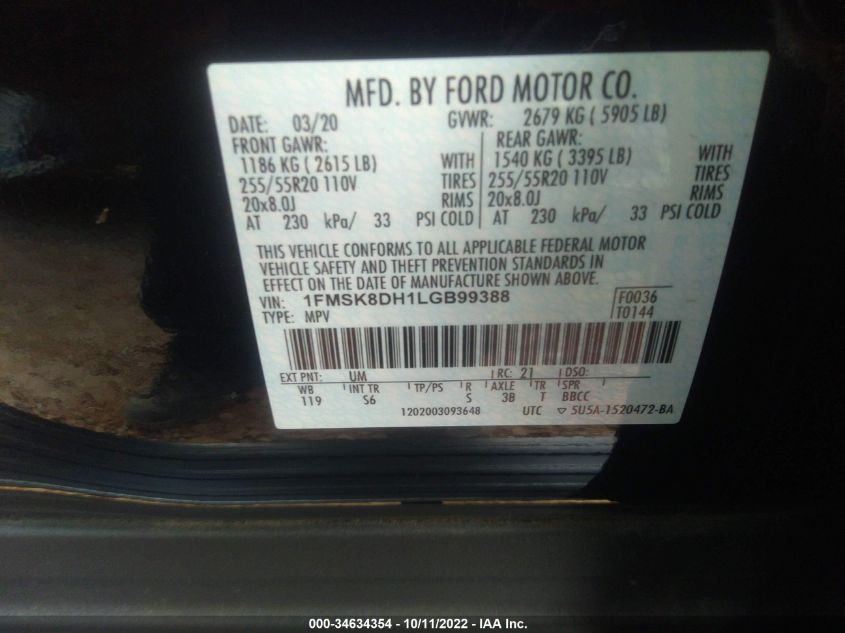 MFD. BY FORD MOTOR CO.
DATE: 03/20 GVWR: 2679 KG ( 5905 LB)
FRONT GAWR: REAR GAWR:
1186 KG ( 2615 LB) WITH 1540 KG ( 3395 LB) WITH
255/55R20 110V TIRES 255/55R20 110V TIRES
20x8.0J RIMS 20x8.0J RIMS
AT 230 kPa/ 33 PSI COLD AT 230 kPa/ 33 PSI COLD
THIS VEHICLE CONFORMS TO ALL APPLICABLE FEDERAL MOTOR
VEHICLE SAFETY AND THEFT PREVENTION STANDARDS IN
EFFECT ON THE DATE OF MANUFACTURE SHOWN ABOVE.
VIN: 1FMSK8DH1LGB99388 F0036
TYPE: MPV T0144
EXT PNT: UM RC: 21 DSO:
WB INT TR TP/PS R AXLE TR SPR
119 S6 S 3B T BBCC
1202003093648 UTC ▽ 5U5A-1520472-BA
000-34634354 - 10/11/2022 - IAA Inc.